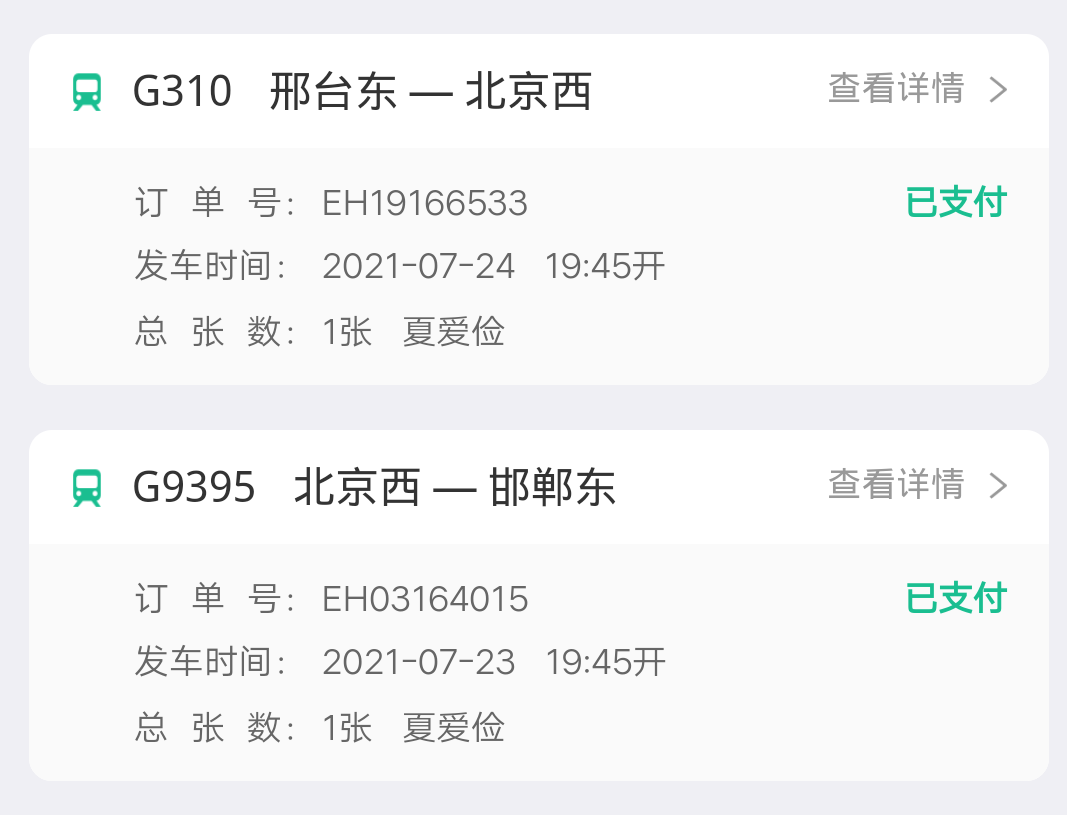 G310 邢台东 — 北京西 查看详情 >
订单号: EH19166533 已支付
发车时间: 2021-07-24 19:45开
总张数: 1张 夏爱俭
G9395 北京西 — 邯郸东 查看详情 >
订单号: EH03164015 已支付
发车时间: 2021-07-23 19:45开
总张数: 1张 夏爱俭